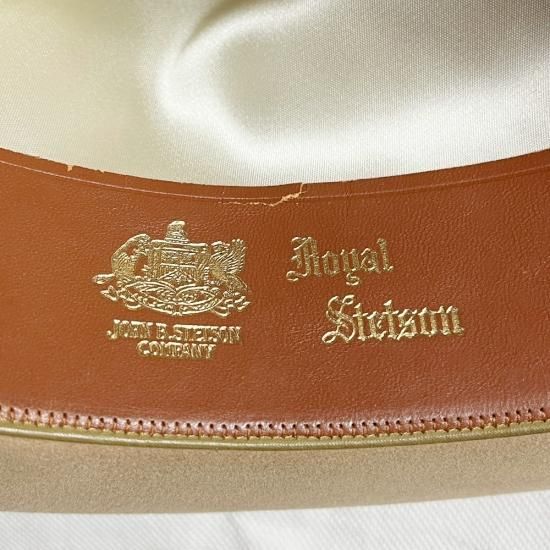 JOHN B. STETSON
COMPANY
Royal
Stetson